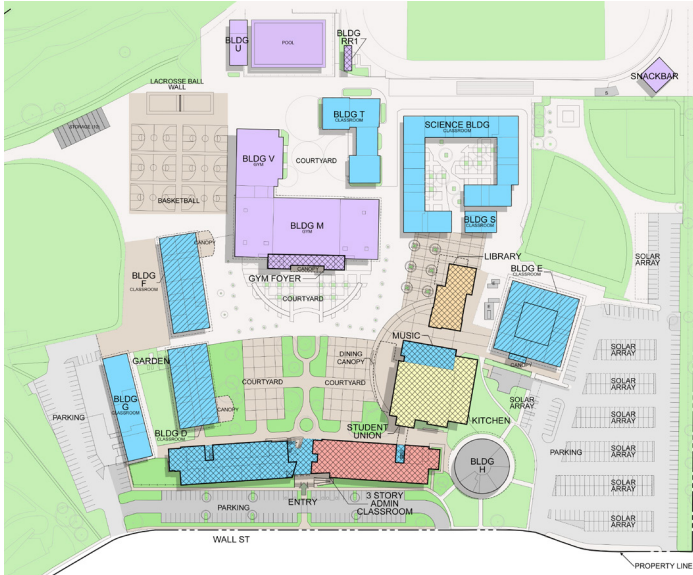 BLDG
U
POOL
BLDG
RR1
SNACKBAR
LACROSSE BALL
WALL
BLDG T
CLASSROOM
SCIENCE BLDG
CLASSROOM
BLDG V
GYM
COURTYARD
BASKETBALL
BLDG M
GYM
BLDG S
CLASSROOM
CANOPY
LIBRARY
SOLAR
ARRAY
BLDG
F
CLASSROOM
CANOPY
GYM FOYER
COURTYARD
BLDG E
CLASSROOM
MUSIC
SOLAR
ARRAY
GARDEN
DINING
CANOPY
CANOPY
COURTYARD
COURTYARD
SOLAR
ARRAY
BLDG
G
CLASSROOM
SOLAR
ARRAY
PARKING
CANOPY
SOLAR
ARRAY
BLDG D
CLASSROOM
STUDENT
UNION
KITCHEN
PARKING
SOLAR
ARRAY
BLDG
H
SOLAR
ARRAY
3 STORY
ADMIN
CLASSROOM
ENTRY
PARKING
SOLAR
ARRAY
WALL ST
PROPERTY LINE